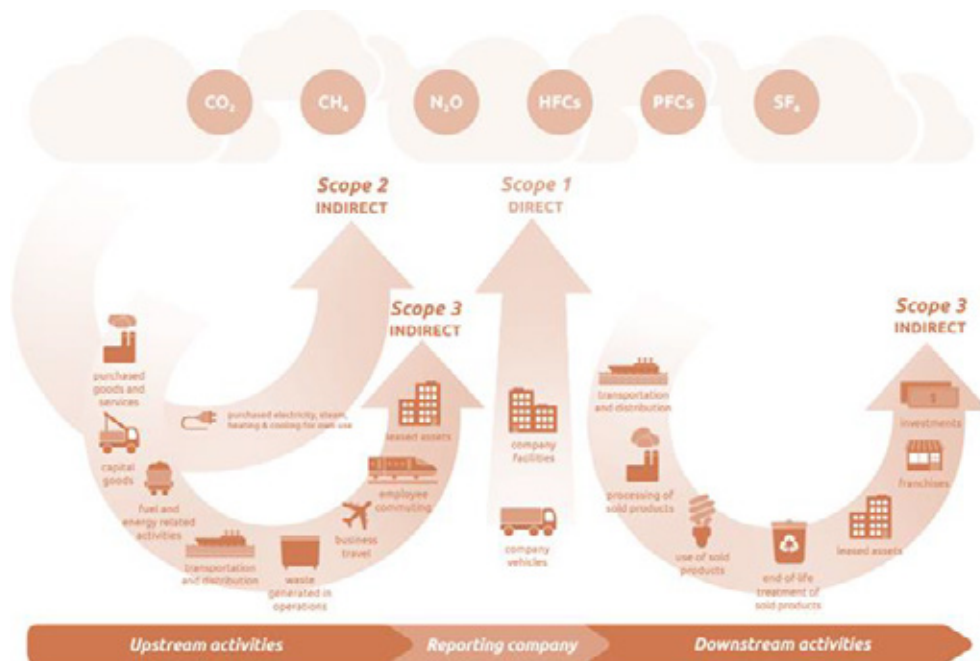 CO₂
CH₄
N₂O
HFCs
PFCs
SF₆
Scope 2
INDIRECT
Scope 1
DIRECT
Scope 3
INDIRECT
Scope 3
INDIRECT
purchased
goods and
services
capital
goods
fuel and
energy related
activities
transportation
and distribution
waste
generated in
operations
business
travel
employee
commuting
leased assets
purchased electricity, steam,
heating & cooling for own use
company
facilities
company
vehicles
transportation
and distribution
processing of
sold products
use of sold
products
end of life
treatment of
sold products
leased assets
franchises
$
investments
Upstream activities
Reporting company
Downstream activities